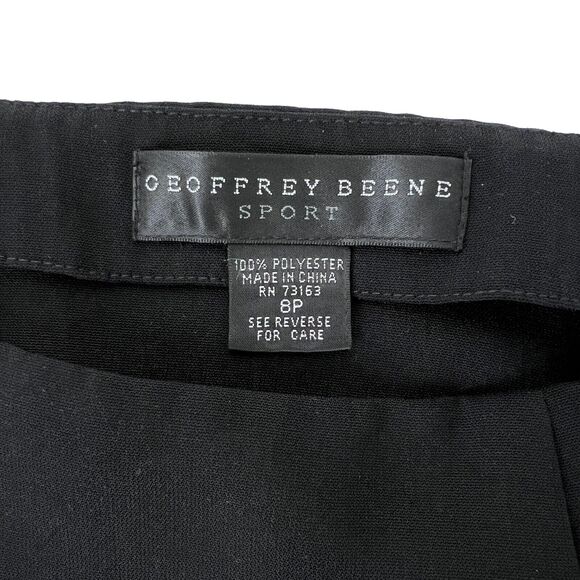 GEOFFREY BEENE
SPORT
100% POLYESTER
MADE IN CHINA
RN 73163
8P
SEE REVERSE
FOR CARE